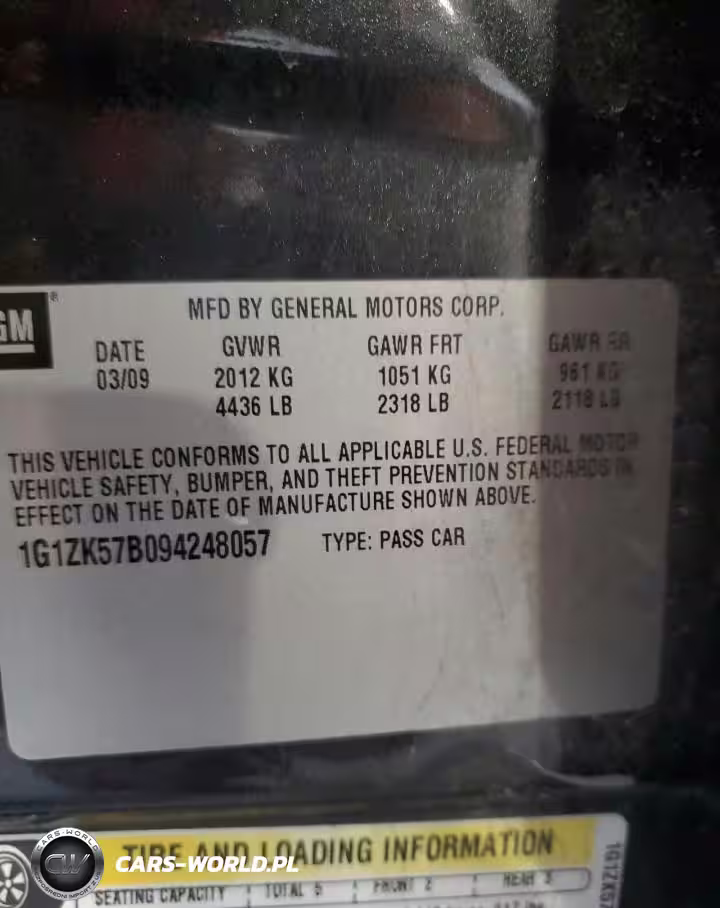 GM ®
MFD BY GENERAL MOTORS CORP.
DATE GVWR GAWR FRT GAWR RR
03/09 2012 KG 1051 KG 961 KG
4436 LB 2318 LB 2118 LB
THIS VEHICLE CONFORMS TO ALL APPLICABLE U.S. FEDERAL MOTOR
VEHICLE SAFETY, BUMPER, AND THEFT PREVENTION STANDARDS IN
EFFECT ON THE DATE OF MANUFACTURE SHOWN ABOVE.
1G1ZK57B094248057 TYPE: PASS CAR
TIRE AND LOADING INFORMATION
SEATING CAPACITY TOTAL 5 FRONT 2 REAR 3
CARS-WORLD
CW
CARS-WORLD.PL